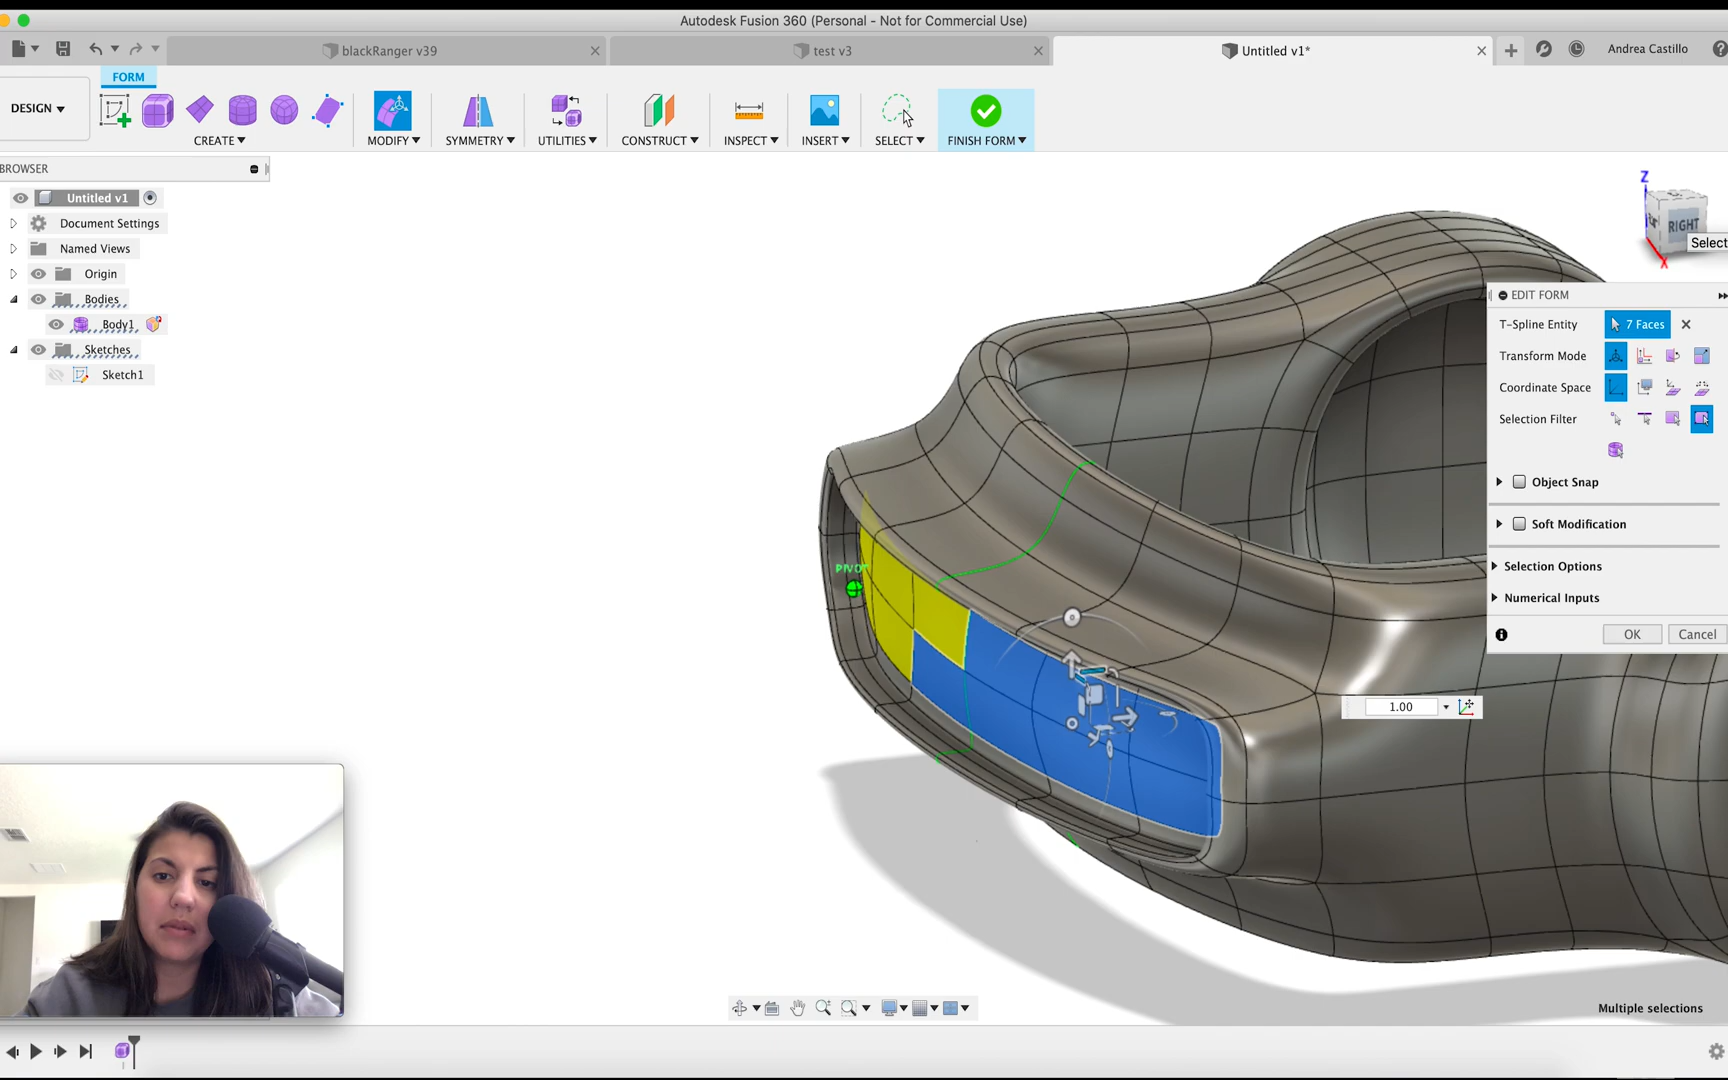 Autodesk Fusion 360 (Personal - Not for Commercial Use)
blackRanger v39
test v3
Untitled v1*
Andrea Castillo
FORM
DESIGN
CREATE
MODIFY
SYMMETRY
UTILITIES
CONSTRUCT
INSPECT
INSERT
SELECT
FINISH FORM
BROWSER
Untitled v1
Document Settings
Named Views
Origin
Bodies
Body1
Sketches
Sketch1
Z
RIGHT
X
Select
EDIT FORM
T-Spline Entity
7 Faces
Transform Mode
Coordinate Space
Selection Filter
Object Snap
Soft Modification
Selection Options
Numerical Inputs
OK
Cancel
1.00
Multiple selections